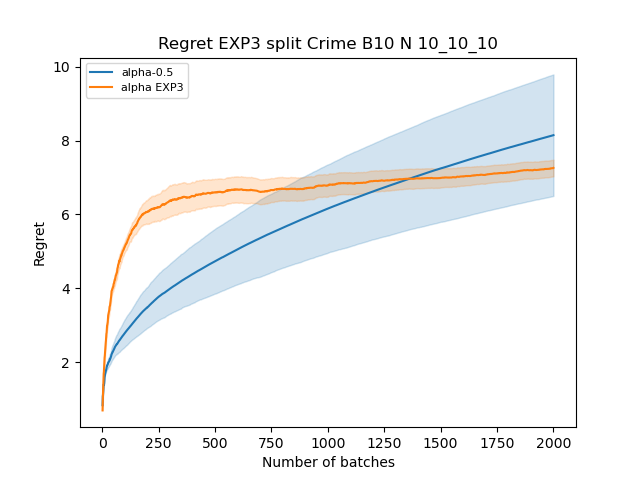 Regret EXP3 split Crime B10 N 10_10_10
alpha-0.5
alpha EXP3
10
8
6
4
2
Regret
0 250 500 750 1000 1250 1500 1750 2000
Number of batches